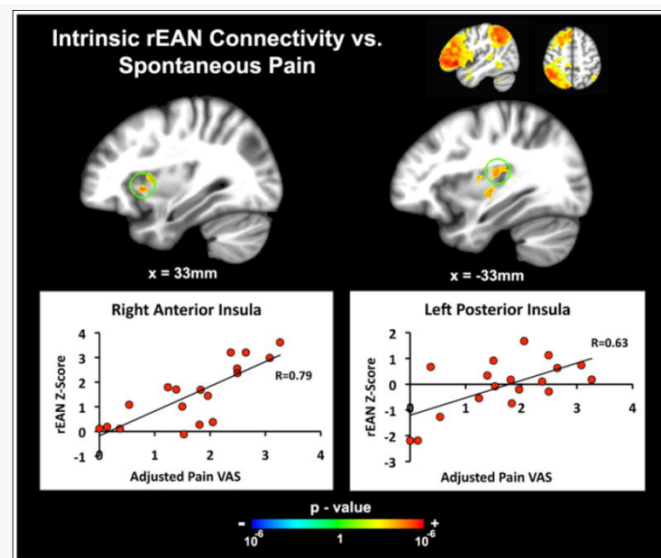 Intrinsic rEAN Connectivity vs.
Spontaneous Pain
x = 33mm
x = -33mm
Right Anterior Insula
rEAN Z-Score
4
3
2
1
0
-1
R=0.79
0
1
2
3
4
Adjusted Pain VAS
Left Posterior Insula
rEAN Z-Score
2
1
0
-1
-2
-3
R=0.63
0
1
2
3
4
Adjusted Pain VAS
p - value
- +
10⁻⁶ 1 10⁻⁶